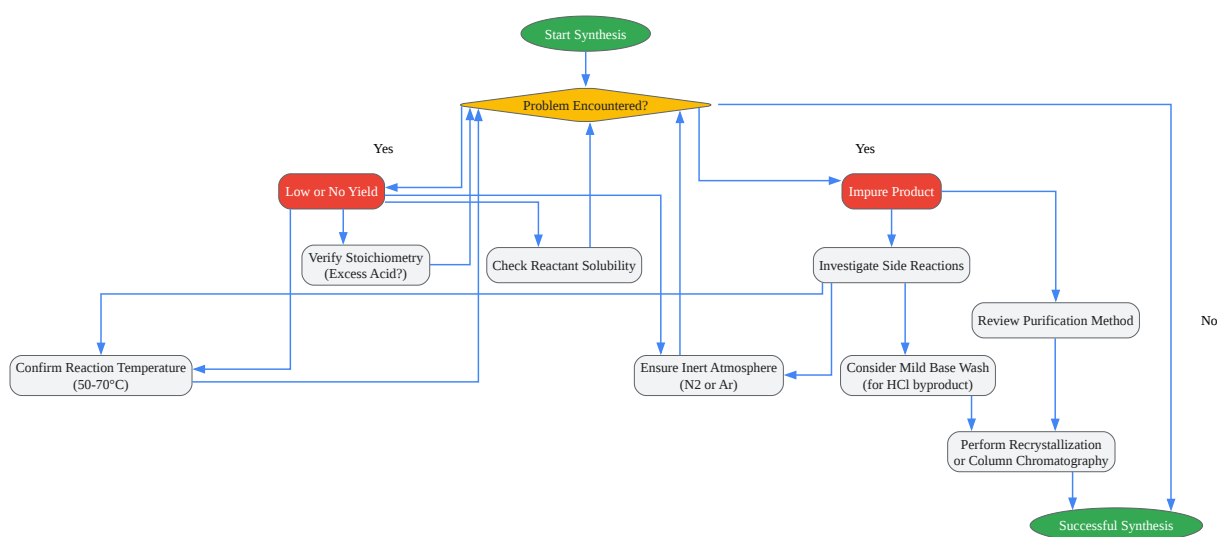 Start Synthesis
Problem Encountered?
Yes
Yes
Low or No Yield
Impure Product
Verify Stoichiometry
(Excess Acid?)
Check Reactant Solubility
Investigate Side Reactions
Review Purification Method
No
Confirm Reaction Temperature
(50-70°C)
Ensure Inert Atmosphere
(N2 or Ar)
Consider Mild Base Wash
(for HCl byproduct)
Perform Recrystallization
or Column Chromatography
Successful Synthesis